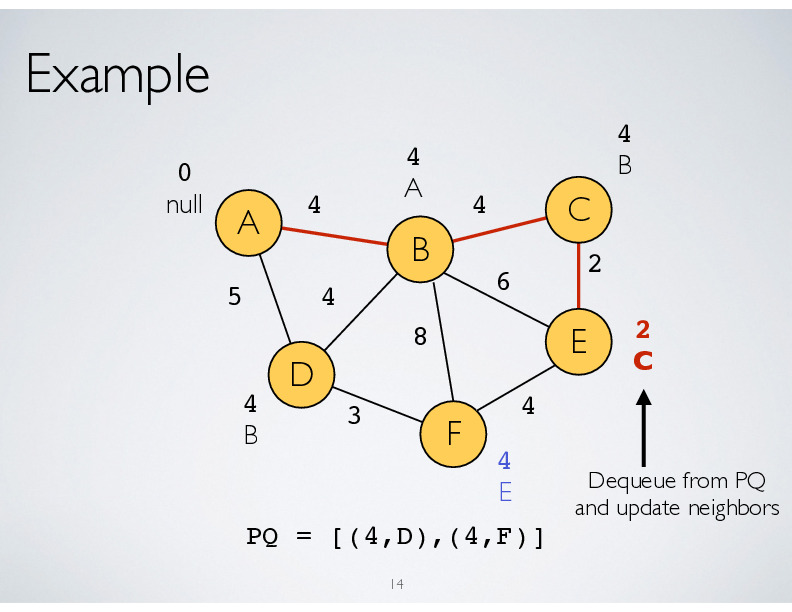 Example
4
B
4
A
0
null
4
4
A
B
C
2
6
5
4
8
E
2
C
D
4
B
3
F
4
4
E
Dequeue from PQ
and update neighbors
PQ = [(4,D),(4,F)]
14